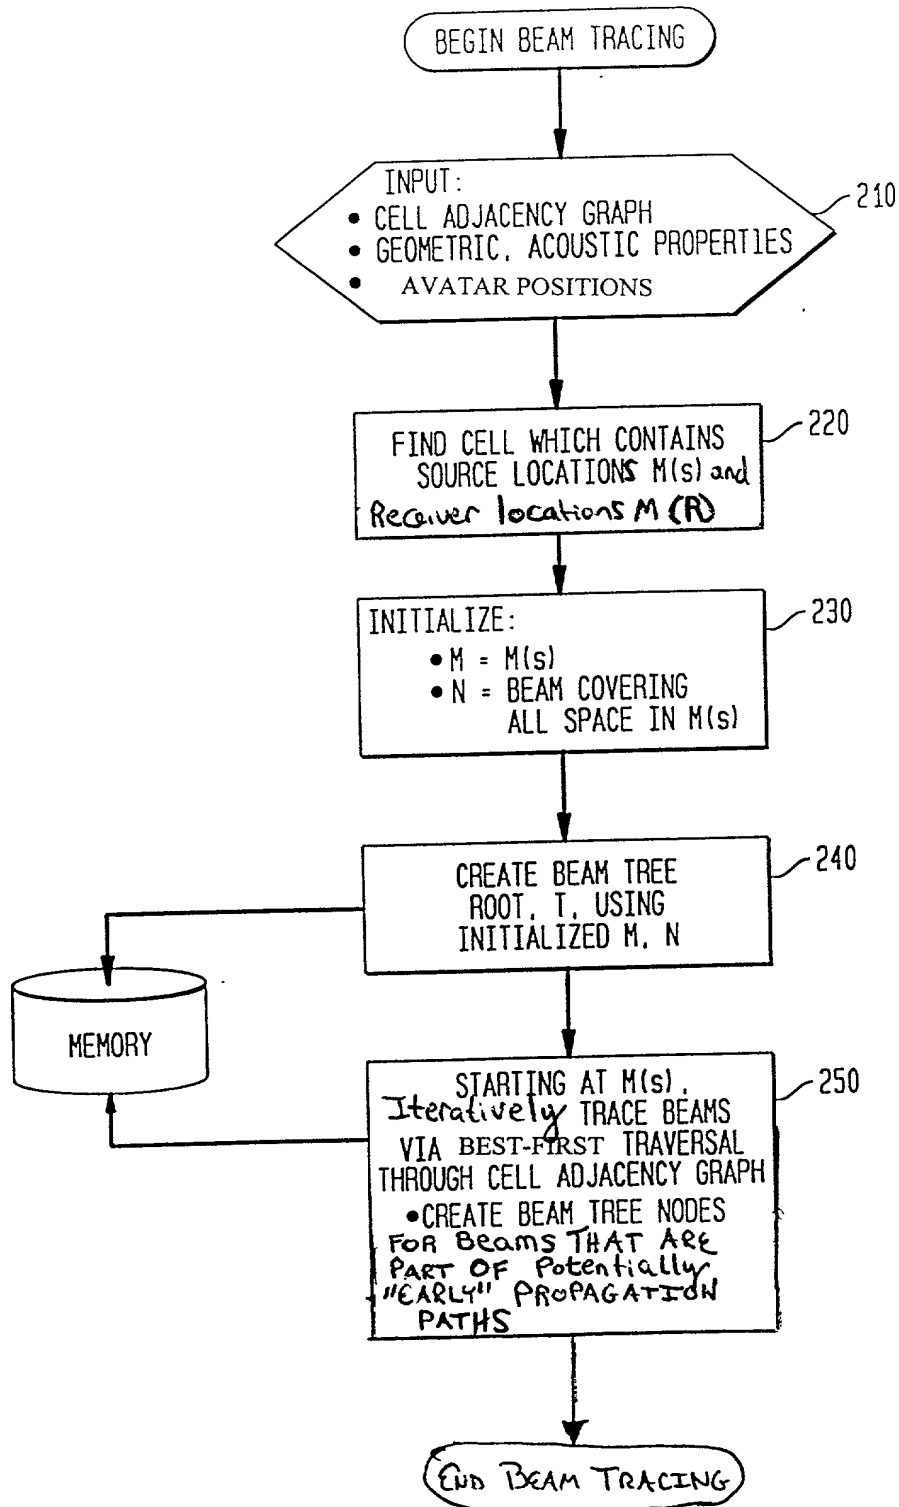 BEGIN BEAM TRACING
INPUT:
• CELL ADJACENCY GRAPH
• GEOMETRIC, ACOUSTIC PROPERTIES
• AVATAR POSITIONS
210
FIND CELL WHICH CONTAINS
SOURCE LOCATIONS M(s) and
Receiver locations M (R)
220
INITIALIZE:
• M = M(s)
• N = BEAM COVERING
ALL SPACE IN M(s)
230
CREATE BEAM TREE
ROOT, T, USING
INITIALIZED M, N
240
MEMORY
STARTING AT M(s),
Iteratively TRACE BEAMS
VIA BEST-FIRST TRAVERSAL
THROUGH CELL ADJACENCY GRAPH
• CREATE BEAM TREE NODES
FOR Beams THAT ARE
PART OF Potentially
"EARLY" PROPAGATION
PATHS
250
END BEAM TRACING